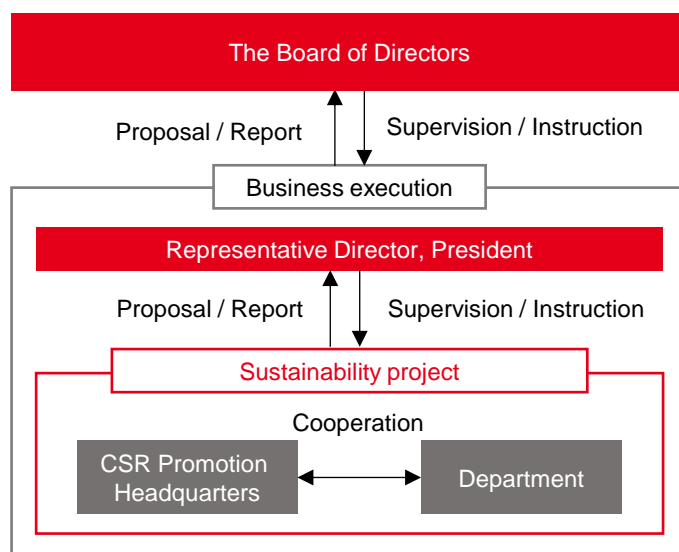 The Board of Directors
Proposal / Report
Supervision / Instruction
Business execution
Representative Director, President
Proposal / Report
Supervision / Instruction
Sustainability project
Cooperation
CSR Promotion
Headquarters
Department